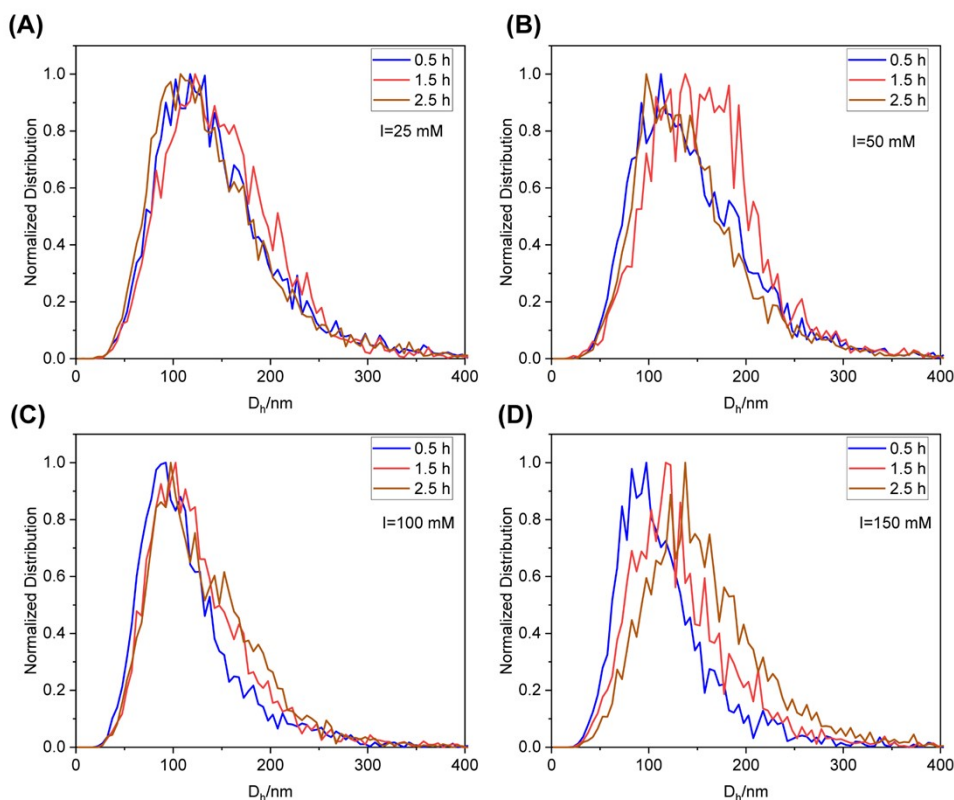 (A)
Normalized Distribution
1.0
0.8
0.6
0.4
0.2
0.0
0.5 h
1.5 h
2.5 h
I=25 mM
0 100 200 300 400
Dh/nm
(B)
Normalized Distribution
1.0
0.8
0.6
0.4
0.2
0.0
0.5 h
1.5 h
2.5 h
I=50 mM
0 100 200 300 400
Dh/nm
(C)
Normalized Distribution
1.0
0.8
0.6
0.4
0.2
0.0
0.5 h
1.5 h
2.5 h
I=100 mM
0 100 200 300 400
Dh/nm
(D)
Normalized Distribution
1.0
0.8
0.6
0.4
0.2
0.0
0.5 h
1.5 h
2.5 h
I=150 mM
0 100 200 300 400
Dh/nm